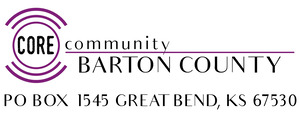 CORE community
BARTON COUNTY
PO BOX 1545 GREAT BEND, KS 67530